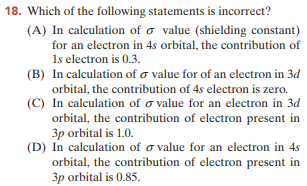 18. Which of the following statements is incorrect?
(A) In calculation of σ value (shielding constant)
for an electron in 4s orbital, the contribution of
1s electron is 0.3.
(B) In calculation of σ value for of an electron in 3d
orbital, the contribution of 4s electron is zero.
(C) In calculation of σ value for an electron in 3d
orbital, the contribution of electron present in
3p orbital is 1.0.
(D) In calculation of σ value for an electron in 4s
orbital, the contribution of electron present in
3p orbital is 0.85.